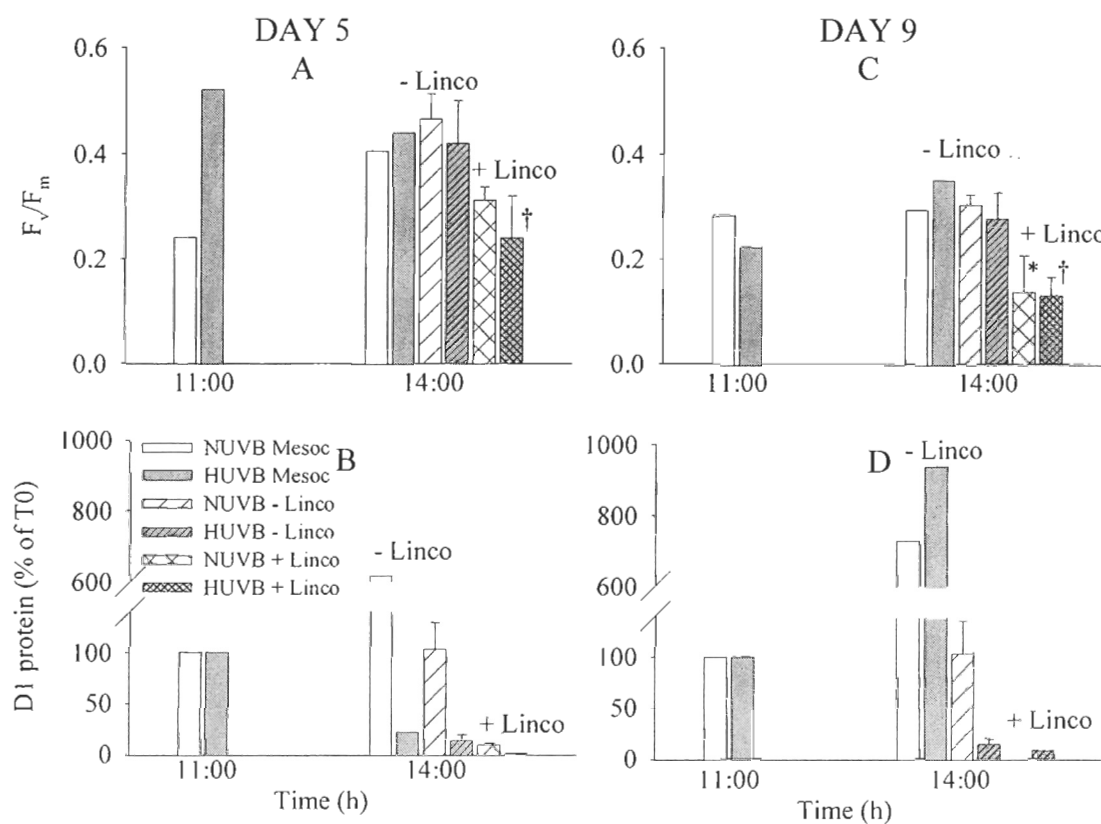 DAY 5
DAY 9
A
C
0.6
0.4
0.2
0.0
Fv/Fm
- Linco
+ Linco
†
11:00
14:00
0.6
0.4
0.2
0.0
- Linco
+ Linco
*
†
11:00
14:00
B
D
1000
800
600
100
50
0
D1 protein (% of T0)
NUVB Mesoc
HUVB Mesoc
NUVB - Linco
HUVB - Linco
NUVB + Linco
HUVB + Linco
- Linco
+ Linco
11:00
14:00
Time (h)
1000
800
600
100
50
0
- Linco
+ Linco
11:00
14:00
Time (h)